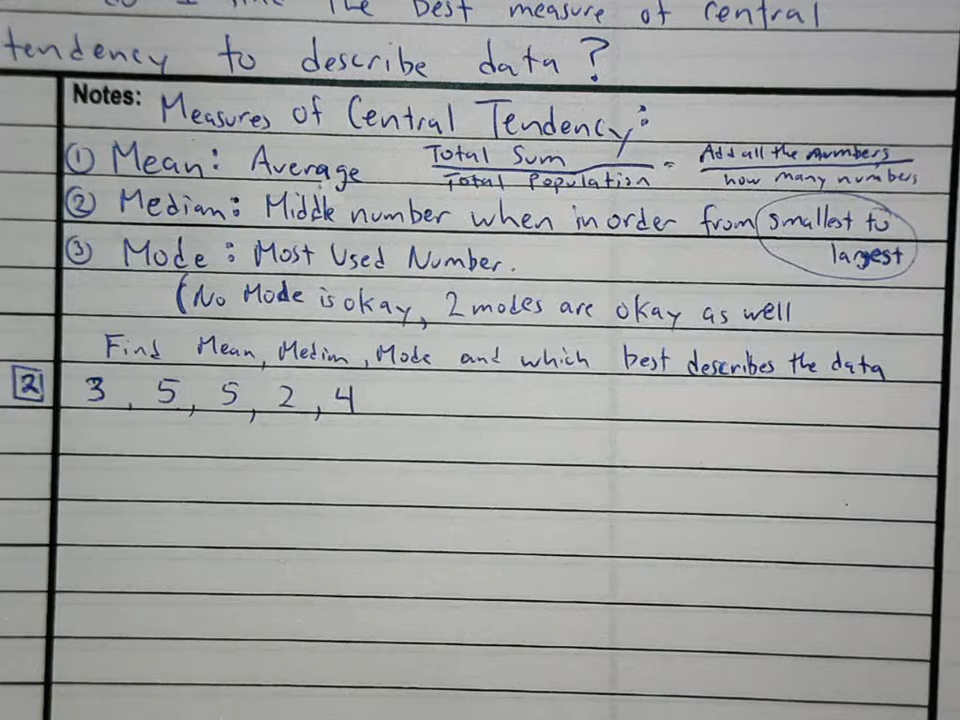 the best measure of central
tendency to describe data?
Notes: Measures of Central Tendency:
① Mean: Average Total Sum / Total Population = Add all the numbers / how many numbers
② Median: Middle number when in order from smallest to
largest
③ Mode: Most Used Number.
(No Mode is okay, 2 modes are okay as well
Find Mean, Medim, Mode and which best describes the data
2 3, 5, 5, 2, 4